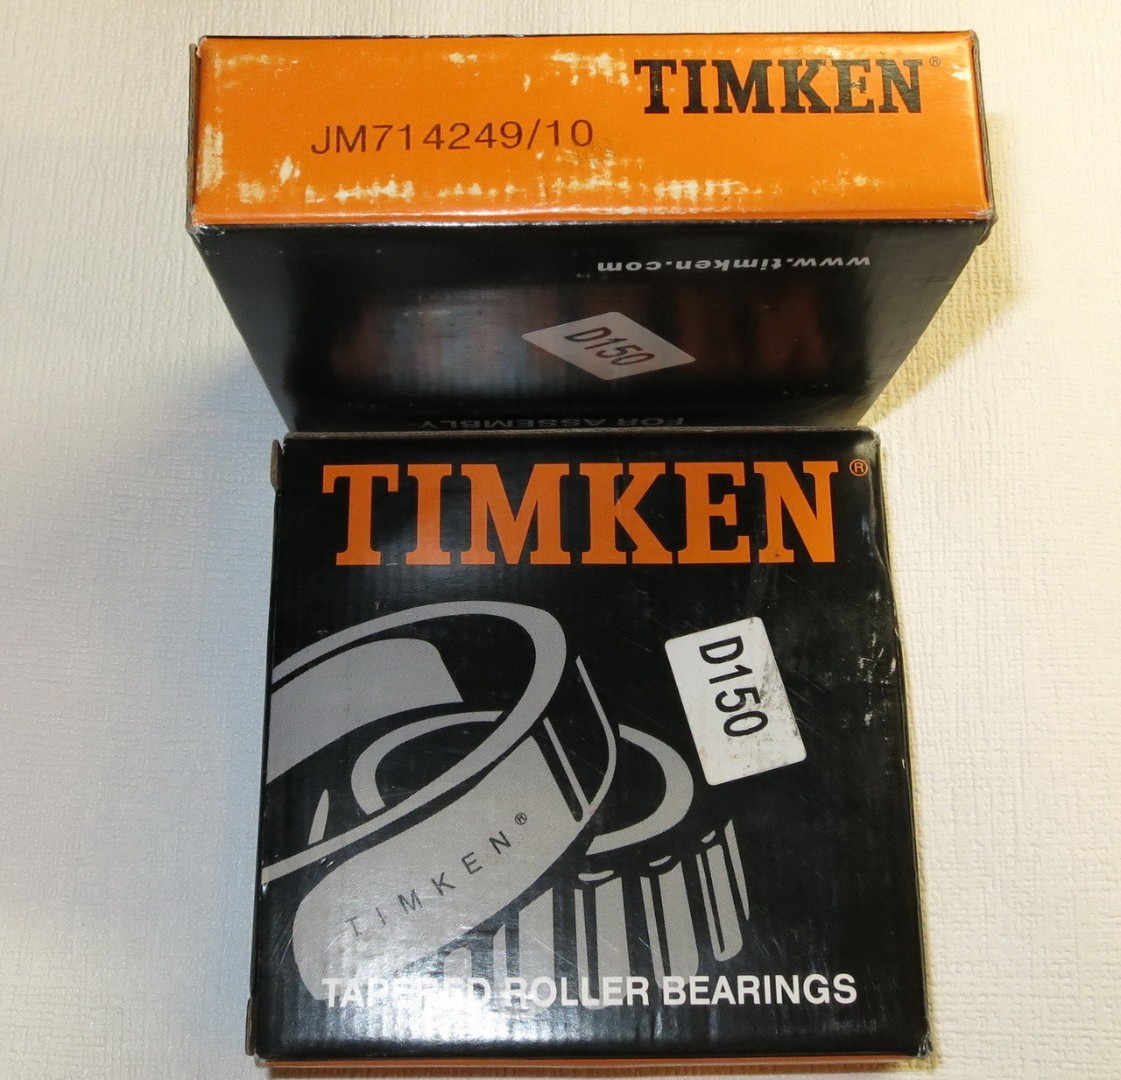 TIMKEN®
JM714249/10
www.timken.com
D150
FOR ASSEMBLY
TIMKEN®
D150
TIMKEN®
TAPERED ROLLER BEARINGS